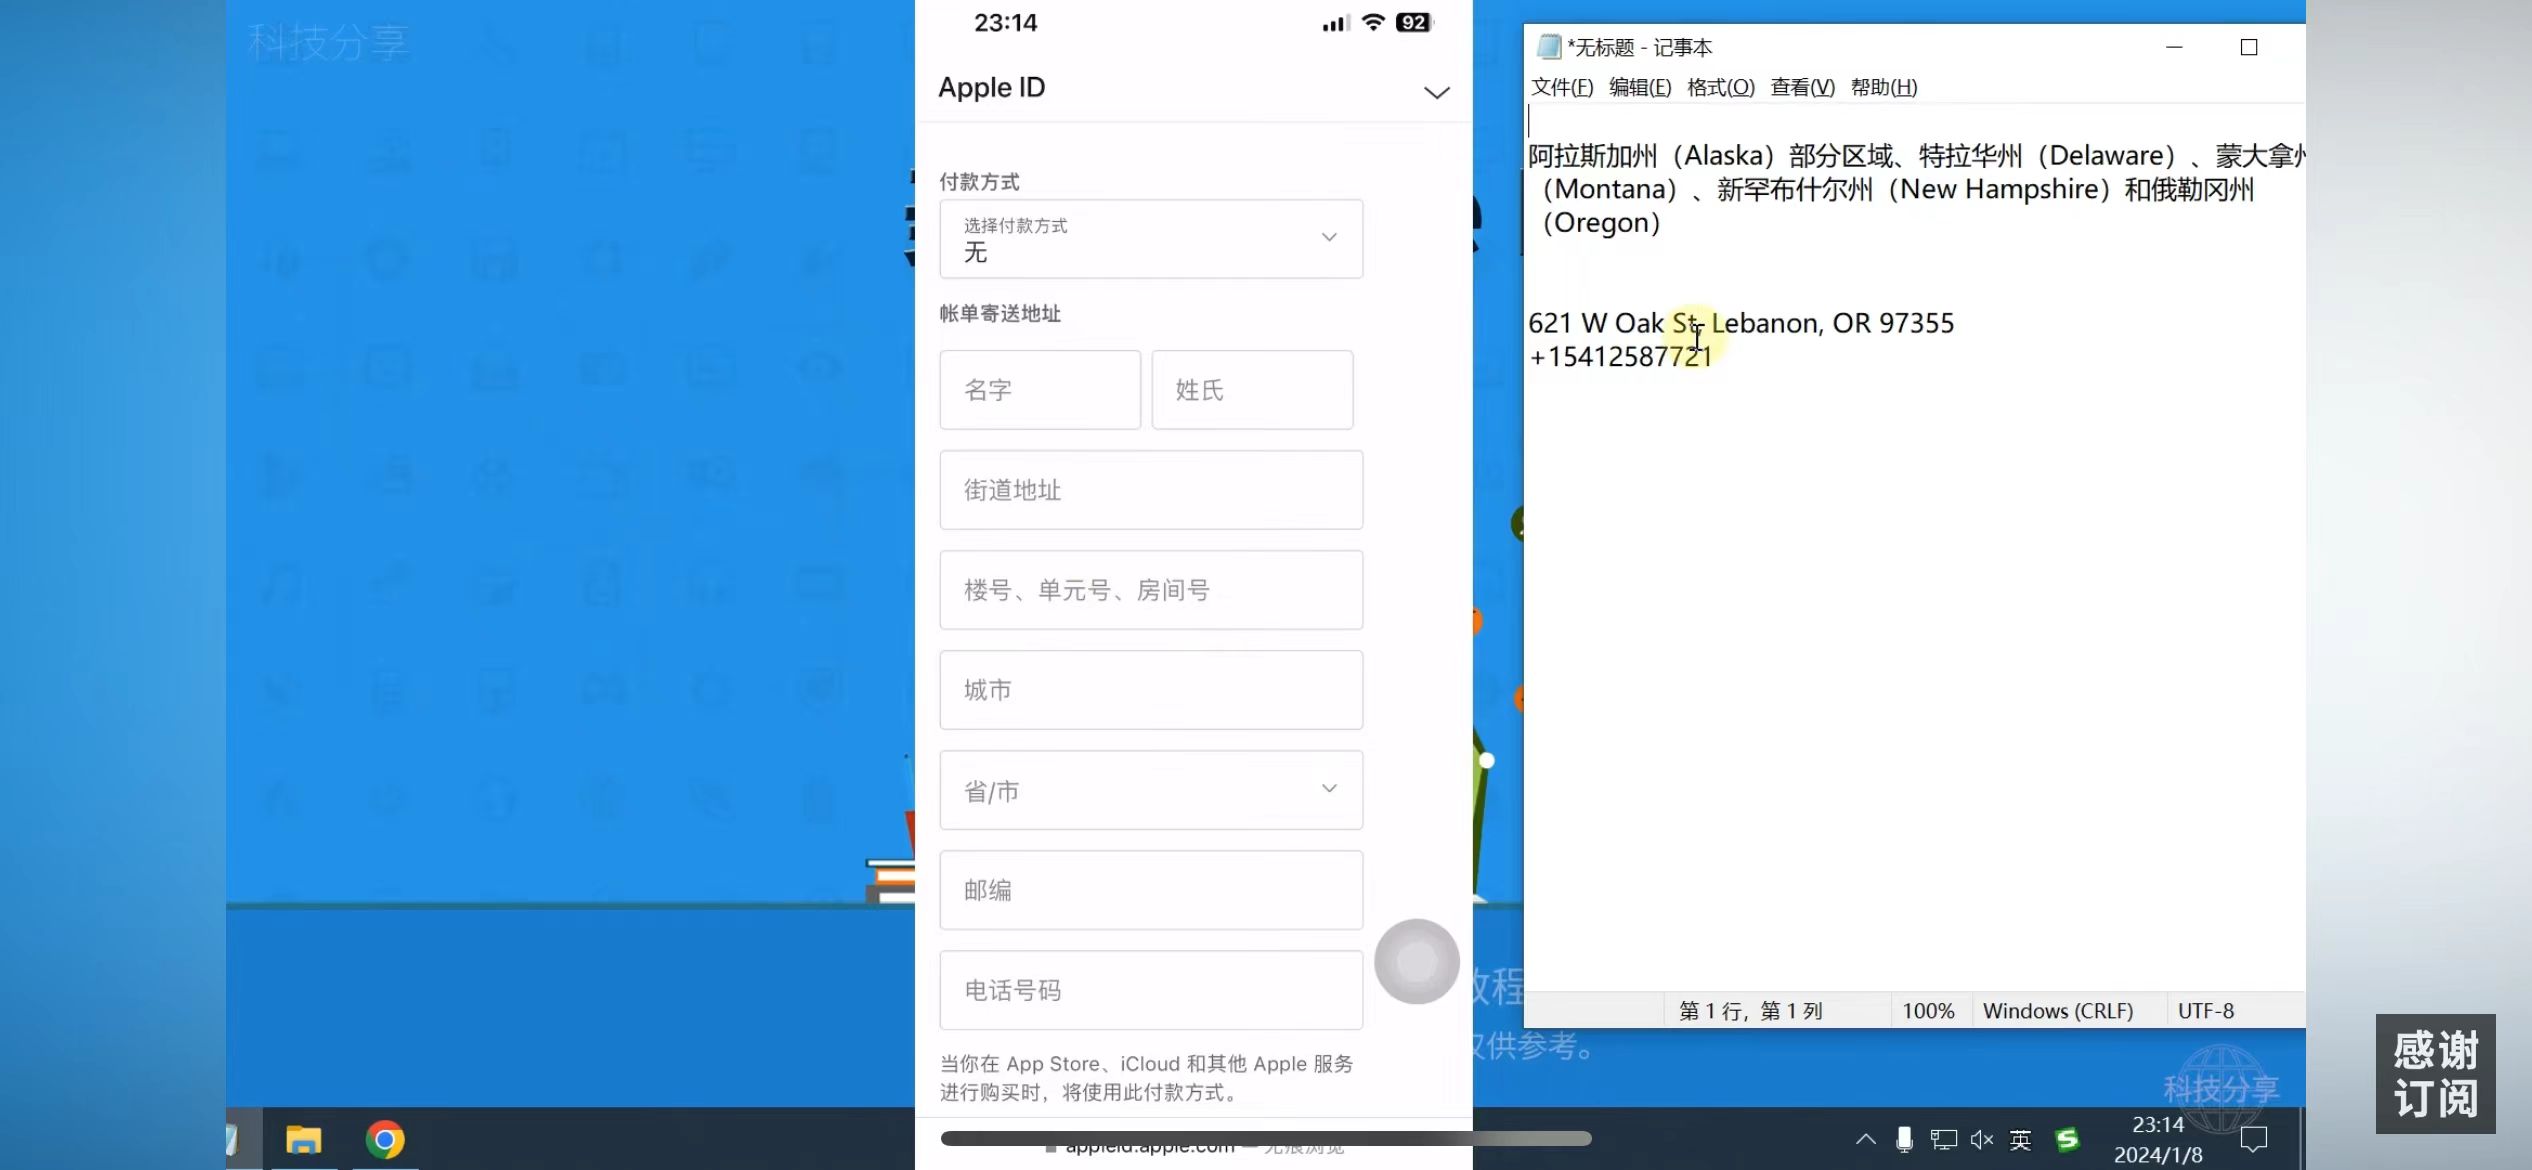 科技分享
23:14
92
Apple ID
付款方式
选择付款方式
无
帐单寄送地址
名字
姓氏
街道地址
楼号、单元号、房间号
城市
省/市
邮编
电话号码
当你在 App Store、iCloud 和其他 Apple 服务
进行购买时，将使用此付款方式。
appleid.apple.com — 无痕浏览
*无标题 - 记事本
文件(F) 编辑(E) 格式(O) 查看(V) 帮助(H)
阿拉斯加州（Alaska）部分区域、特拉华州（Delaware）、蒙大拿州
（Montana）、新罕布什尔州（New Hampshire）和俄勒冈州
（Oregon）
621 W Oak St, Lebanon, OR 97355
+15412587721
第 1 行，第 1 列
100%
Windows (CRLF)
UTF-8
教程
仅供参考。
科技分享
感谢
订阅
英
23:14
2024/1/8